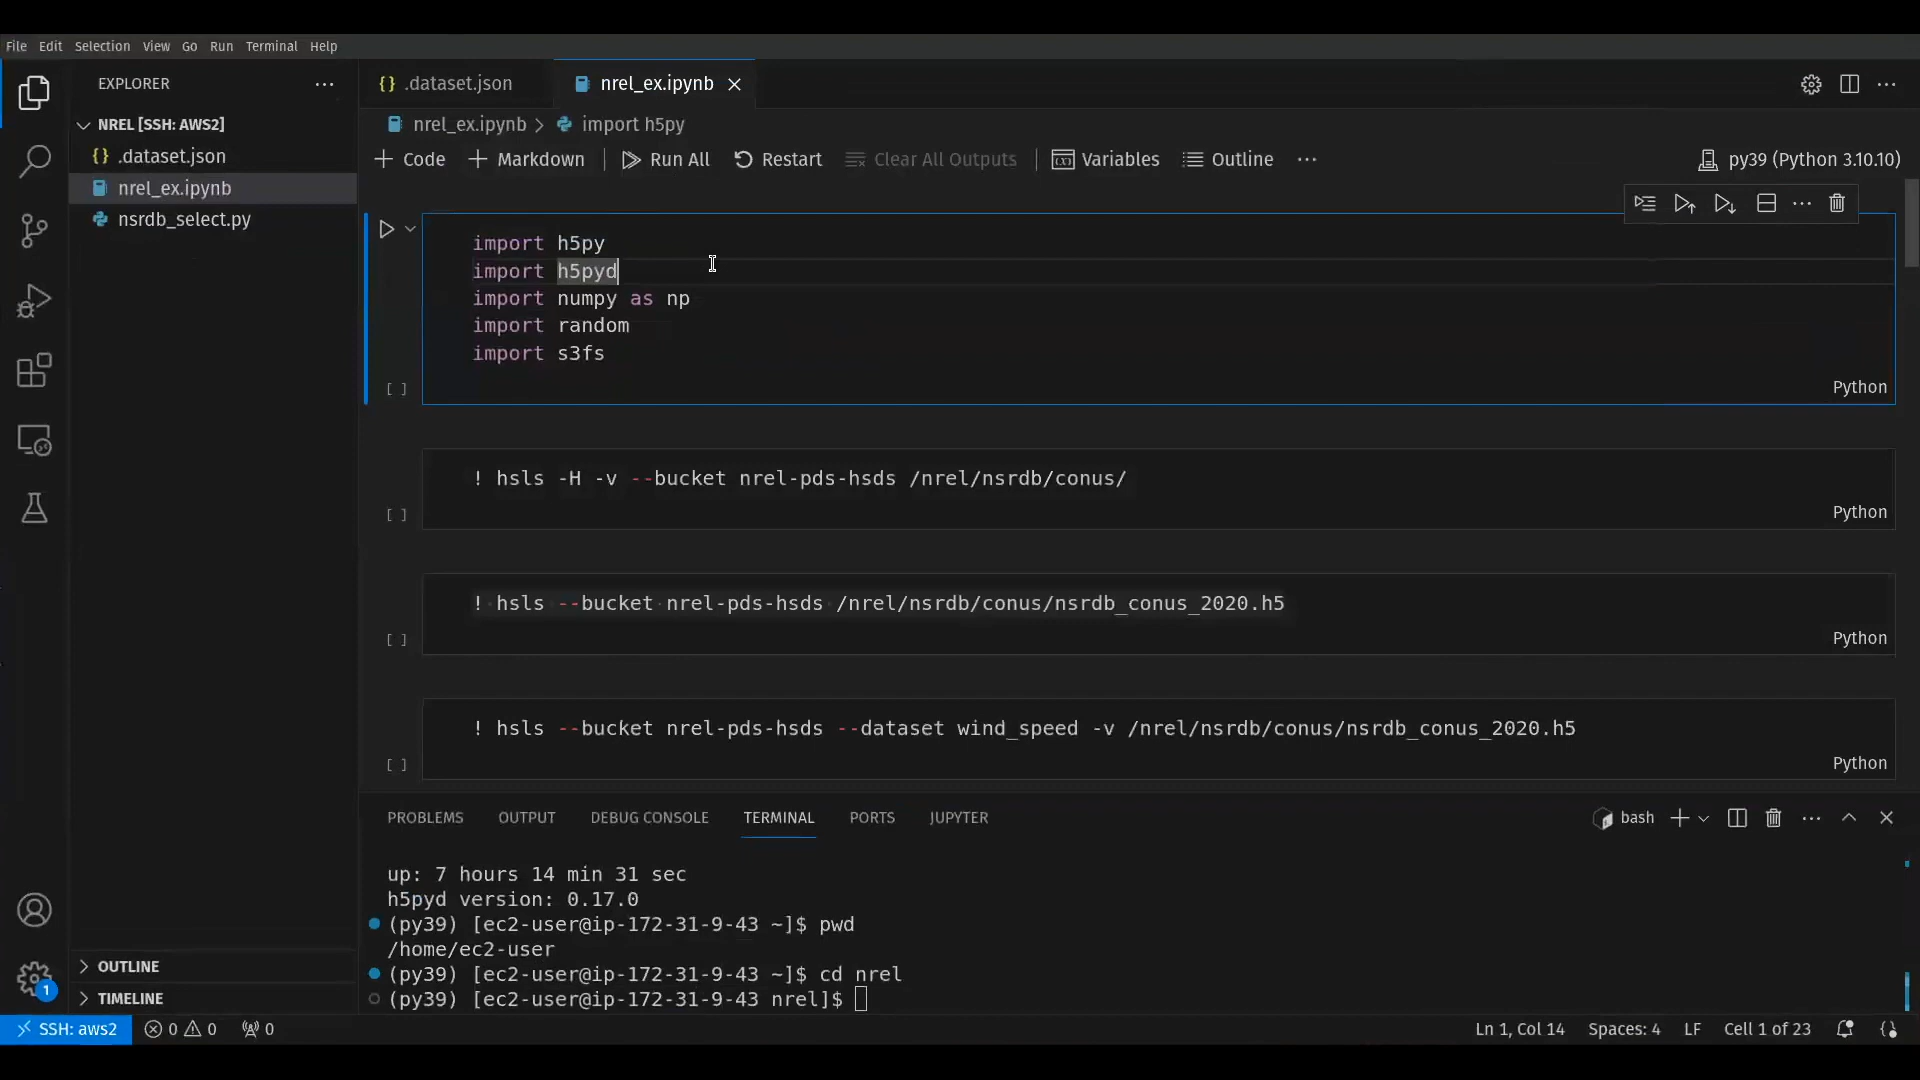 File Edit Selection View Go Run Terminal Help
EXPLORER ···
NREL [SSH: AWS2]
{} .dataset.json
nrel_ex.ipynb
nsrdb_select.py
OUTLINE
TIMELINE
{} .dataset.json nrel_ex.ipynb
nrel_ex.ipynb > import h5py
+ Code + Markdown Run All Restart Clear All Outputs Variables Outline ··· py39 (Python 3.10.10)
import h5py
import h5pyd
import numpy as np
import random
import s3fs
[ ] Python
! hsls -H -v --bucket nrel-pds-hsds /nrel/nsrdb/conus/
[ ] Python
! hsls --bucket nrel-pds-hsds /nrel/nsrdb/conus/nsrdb_conus_2020.h5
[ ] Python
! hsls --bucket nrel-pds-hsds --dataset wind_speed -v /nrel/nsrdb/conus/nsrdb_conus_2020.h5
[ ] Python
PROBLEMS OUTPUT DEBUG CONSOLE TERMINAL PORTS JUPYTER bash
up: 7 hours 14 min 31 sec
h5pyd version: 0.17.0
(py39) [ec2-user@ip-172-31-9-43 ~]$ pwd
/home/ec2-user
(py39) [ec2-user@ip-172-31-9-43 ~]$ cd nrel
(py39) [ec2-user@ip-172-31-9-43 nrel]$
1
SSH: aws2 0 0 0 Ln 1, Col 14 Spaces: 4 LF Cell 1 of 23